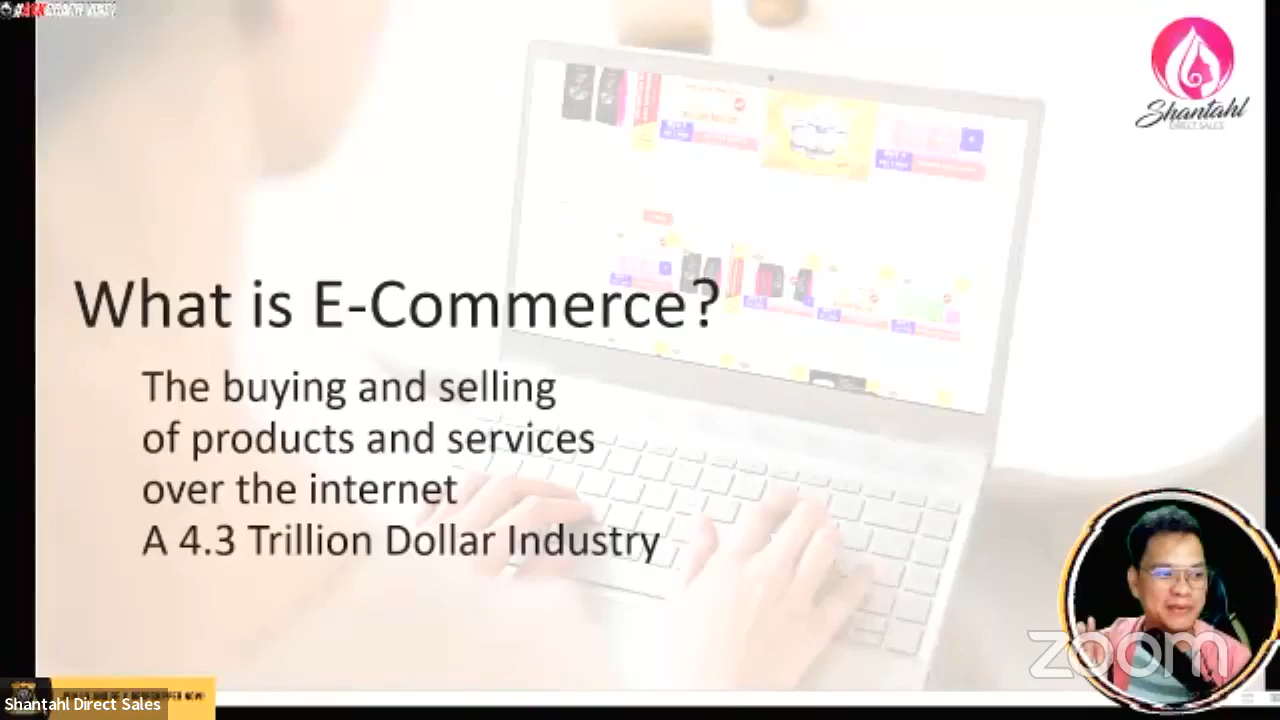 Shantahl
DIRECT SALES
What is E-Commerce?
The buying and selling
of products and services
over the internet
A 4.3 Trillion Dollar Industry
zoom
Shantahl Direct Sales